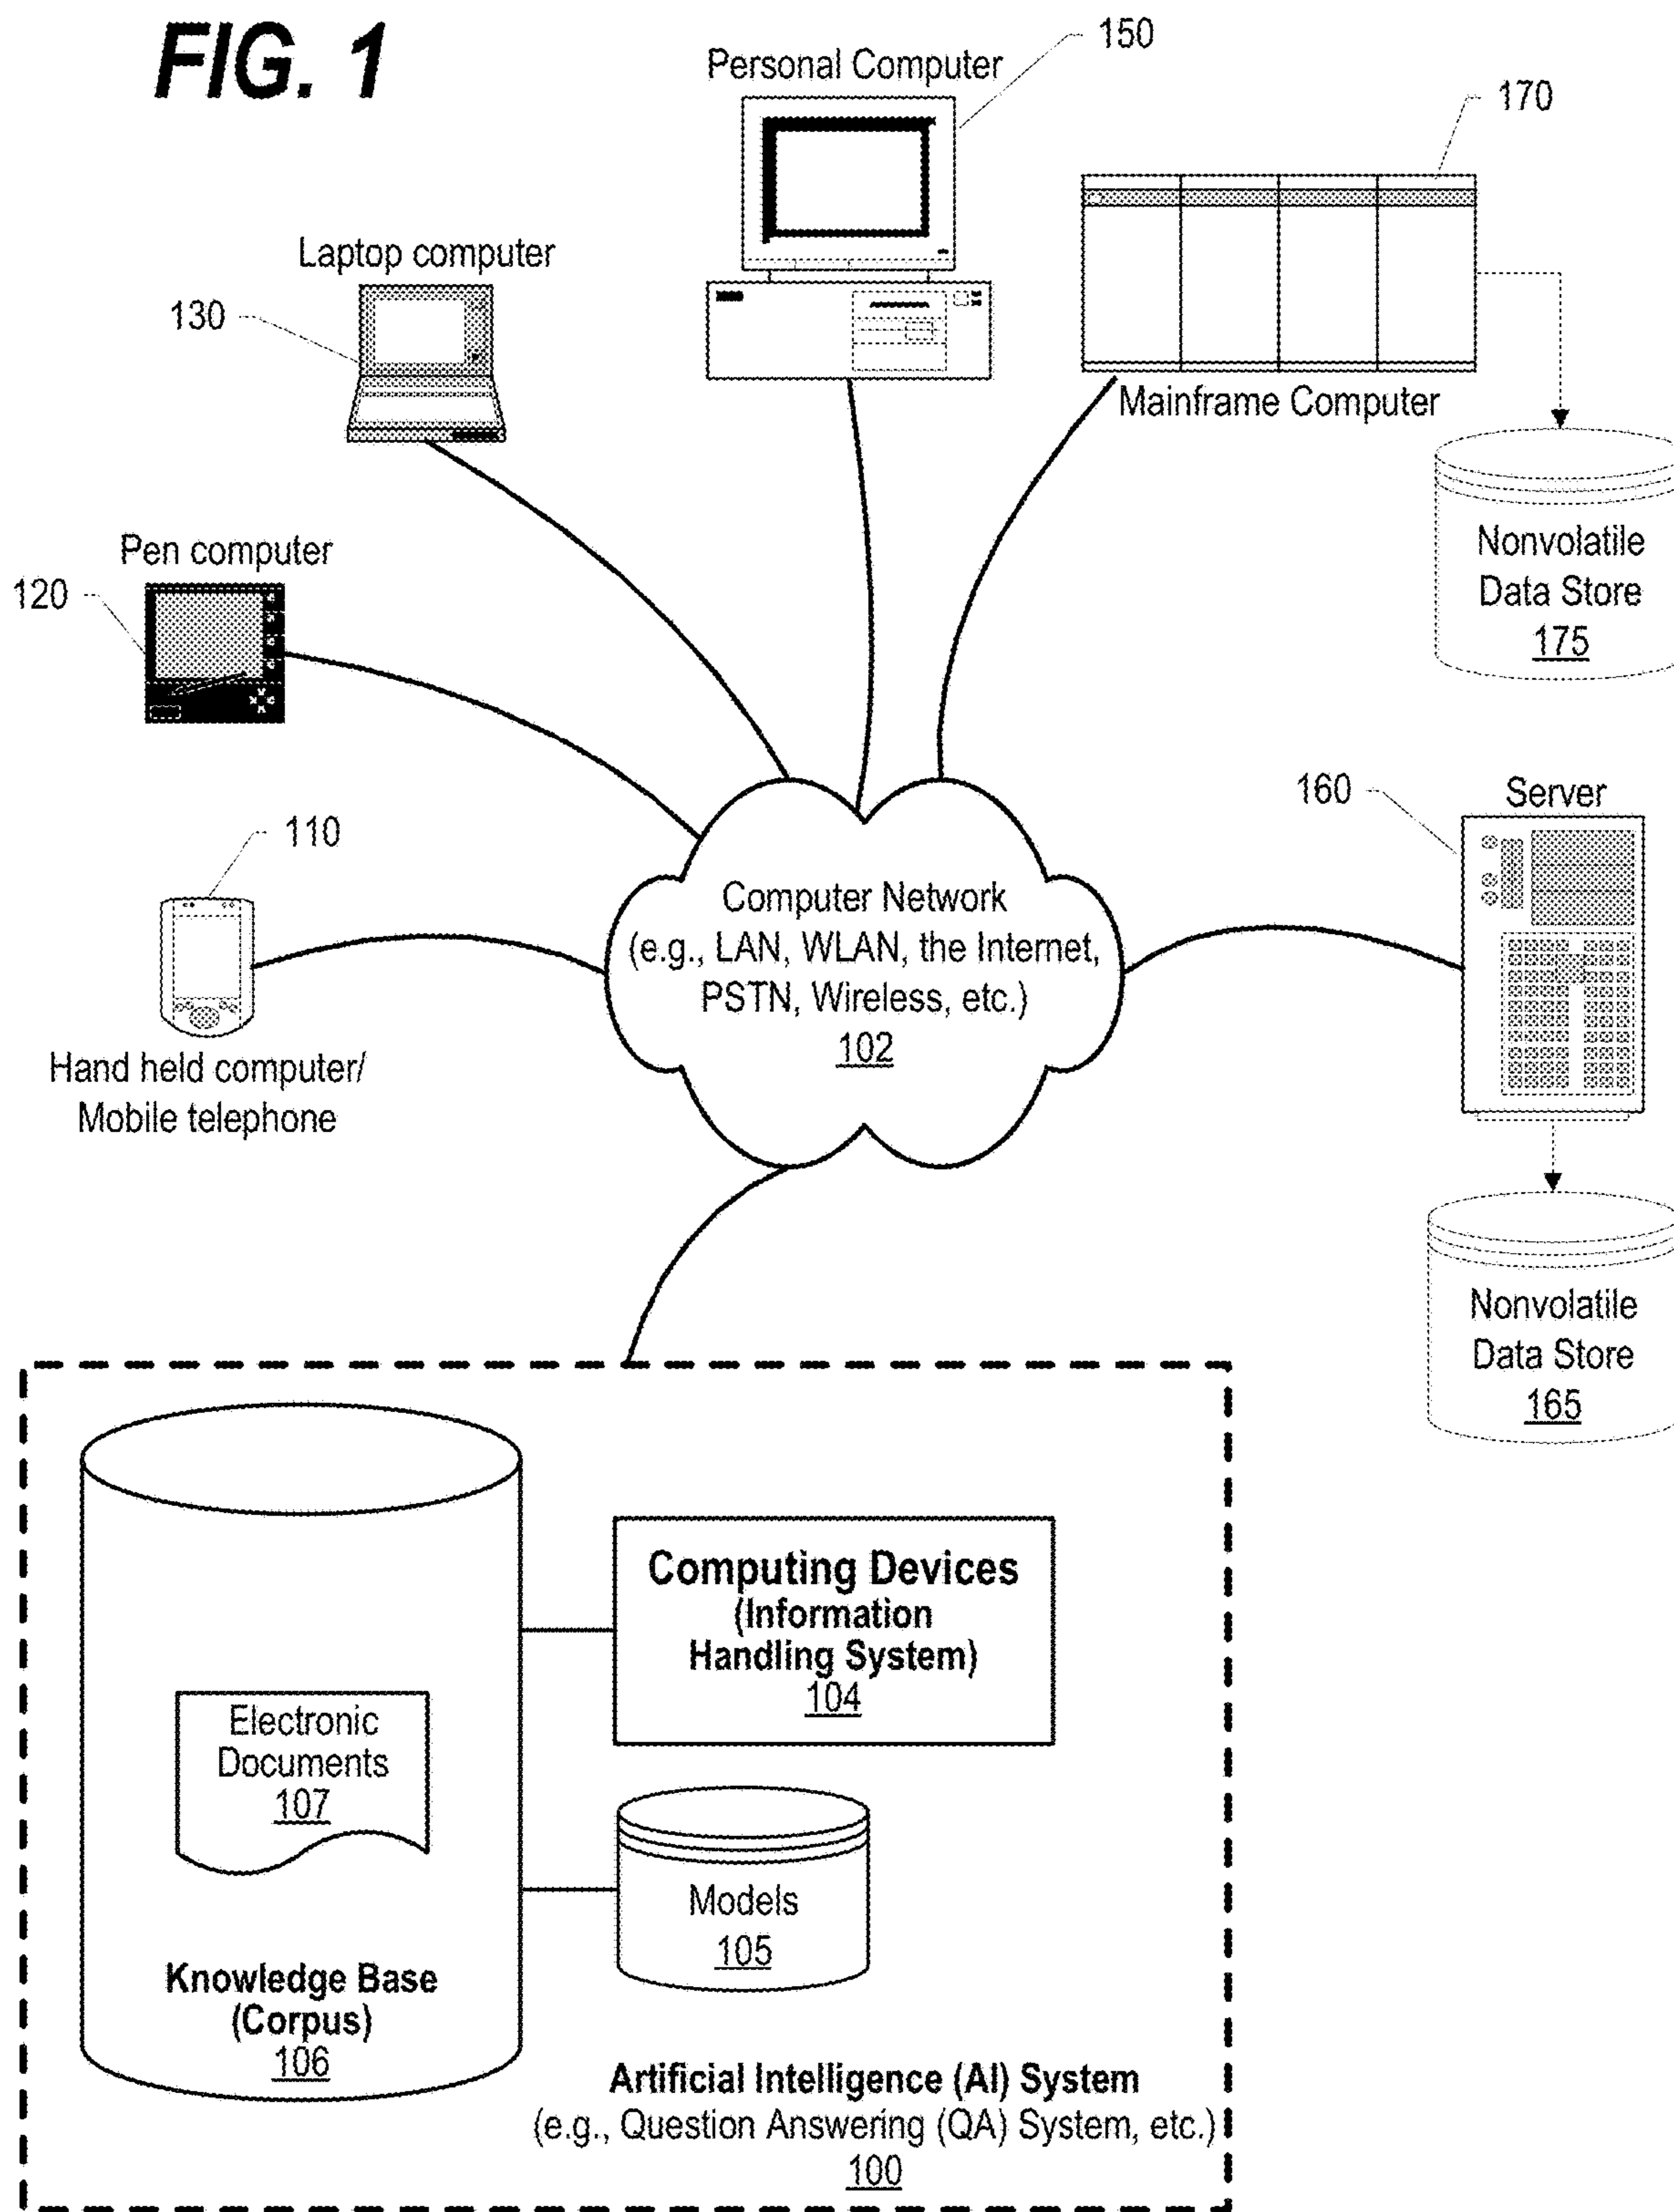 FIG. 1
Personal Computer
150
170
Laptop computer
130
Mainframe Computer
Nonvolatile
Data Store
175
Pen computer
120
110
Hand held computer/
Mobile telephone
Computer Network
(e.g., LAN, WLAN, the Internet,
PSTN, Wireless, etc.)
102
160
Server
Nonvolatile
Data Store
165
Computing Devices
(Information
Handling System)
104
Electronic
Documents
107
Models
105
Knowledge Base
(Corpus)
106
Artificial Intelligence (AI) System
(e.g., Question Answering (QA) System, etc.)
100